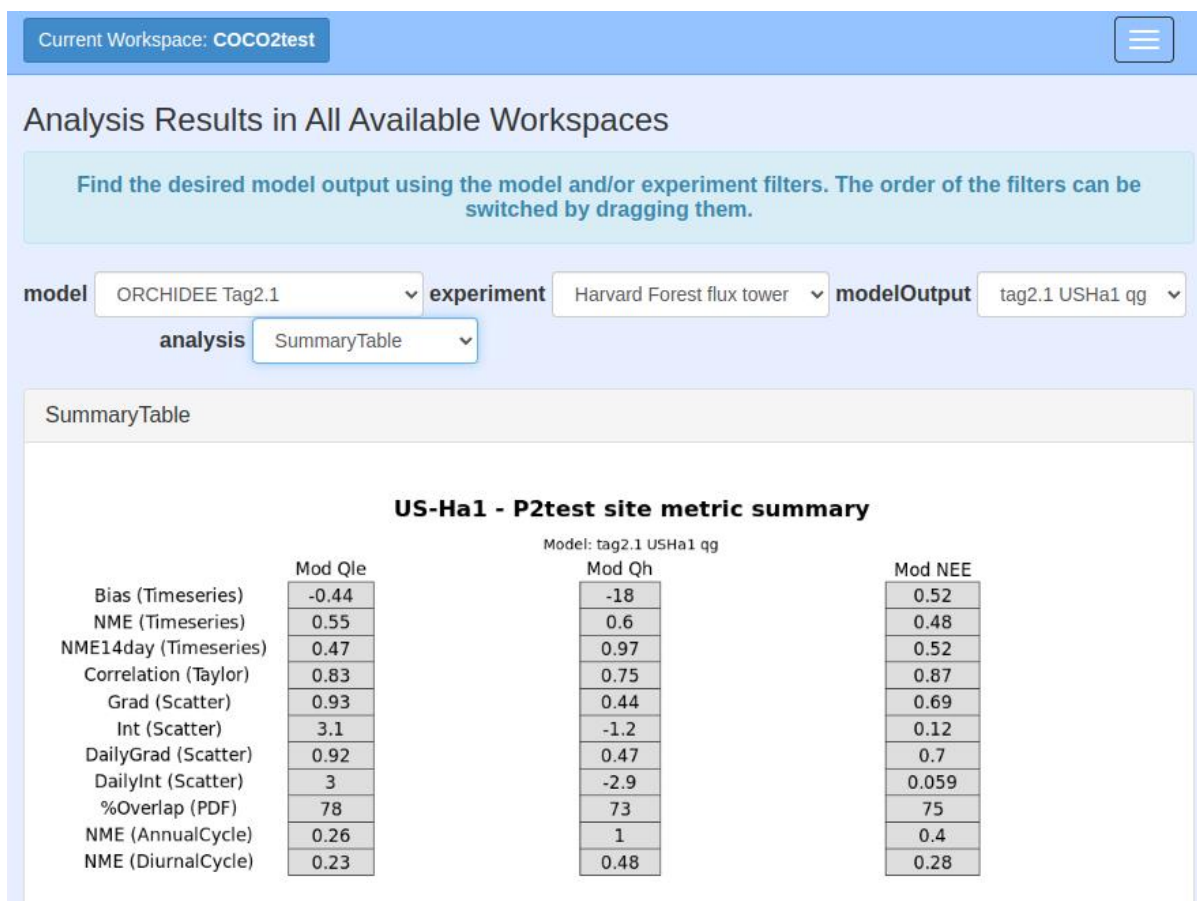 Current Workspace: COCO2test
Analysis Results in All Available Workspaces
Find the desired model output using the model and/or experiment filters. The order of the filters can be
switched by dragging them.
model ORCHIDEE Tag2.1 experiment Harvard Forest flux tower modelOutput tag2.1 USHa1 qg
analysis SummaryTable
SummaryTable
US-Ha1 - P2test site metric summary
Model: tag2.1 USHa1 qg
Mod Qle Mod Qh Mod NEE
Bias (Timeseries) -0.44 -18 0.52
NME (Timeseries) 0.55 0.6 0.48
NME14day (Timeseries) 0.47 0.97 0.52
Correlation (Taylor) 0.83 0.75 0.87
Grad (Scatter) 0.93 0.44 0.69
Int (Scatter) 3.1 -1.2 0.12
DailyGrad (Scatter) 0.92 0.47 0.7
DailyInt (Scatter) 3 -2.9 0.059
%Overlap (PDF) 78 73 75
NME (AnnualCycle) 0.26 1 0.4
NME (DiurnalCycle) 0.23 0.48 0.28